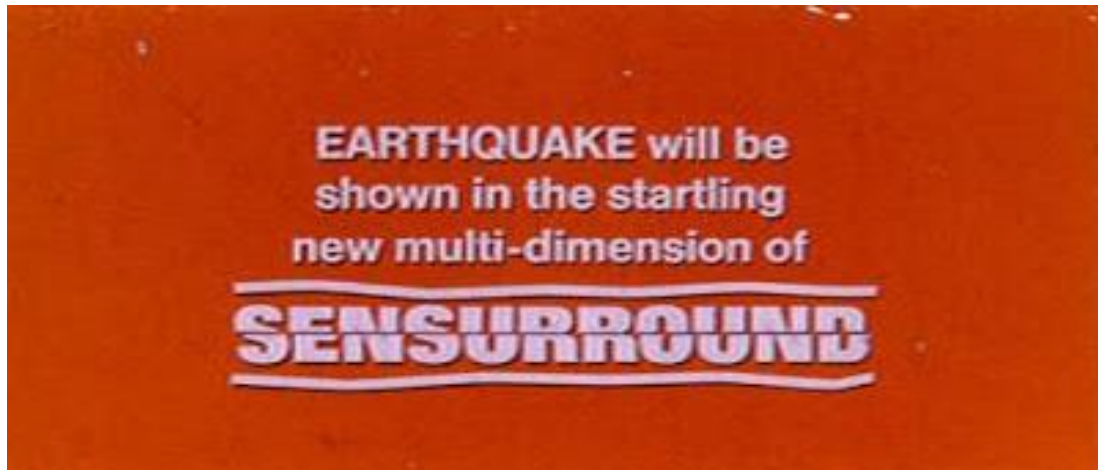 EARTHQUAKE will be
shown in the startling
new multi-dimension of
SENSURROUND